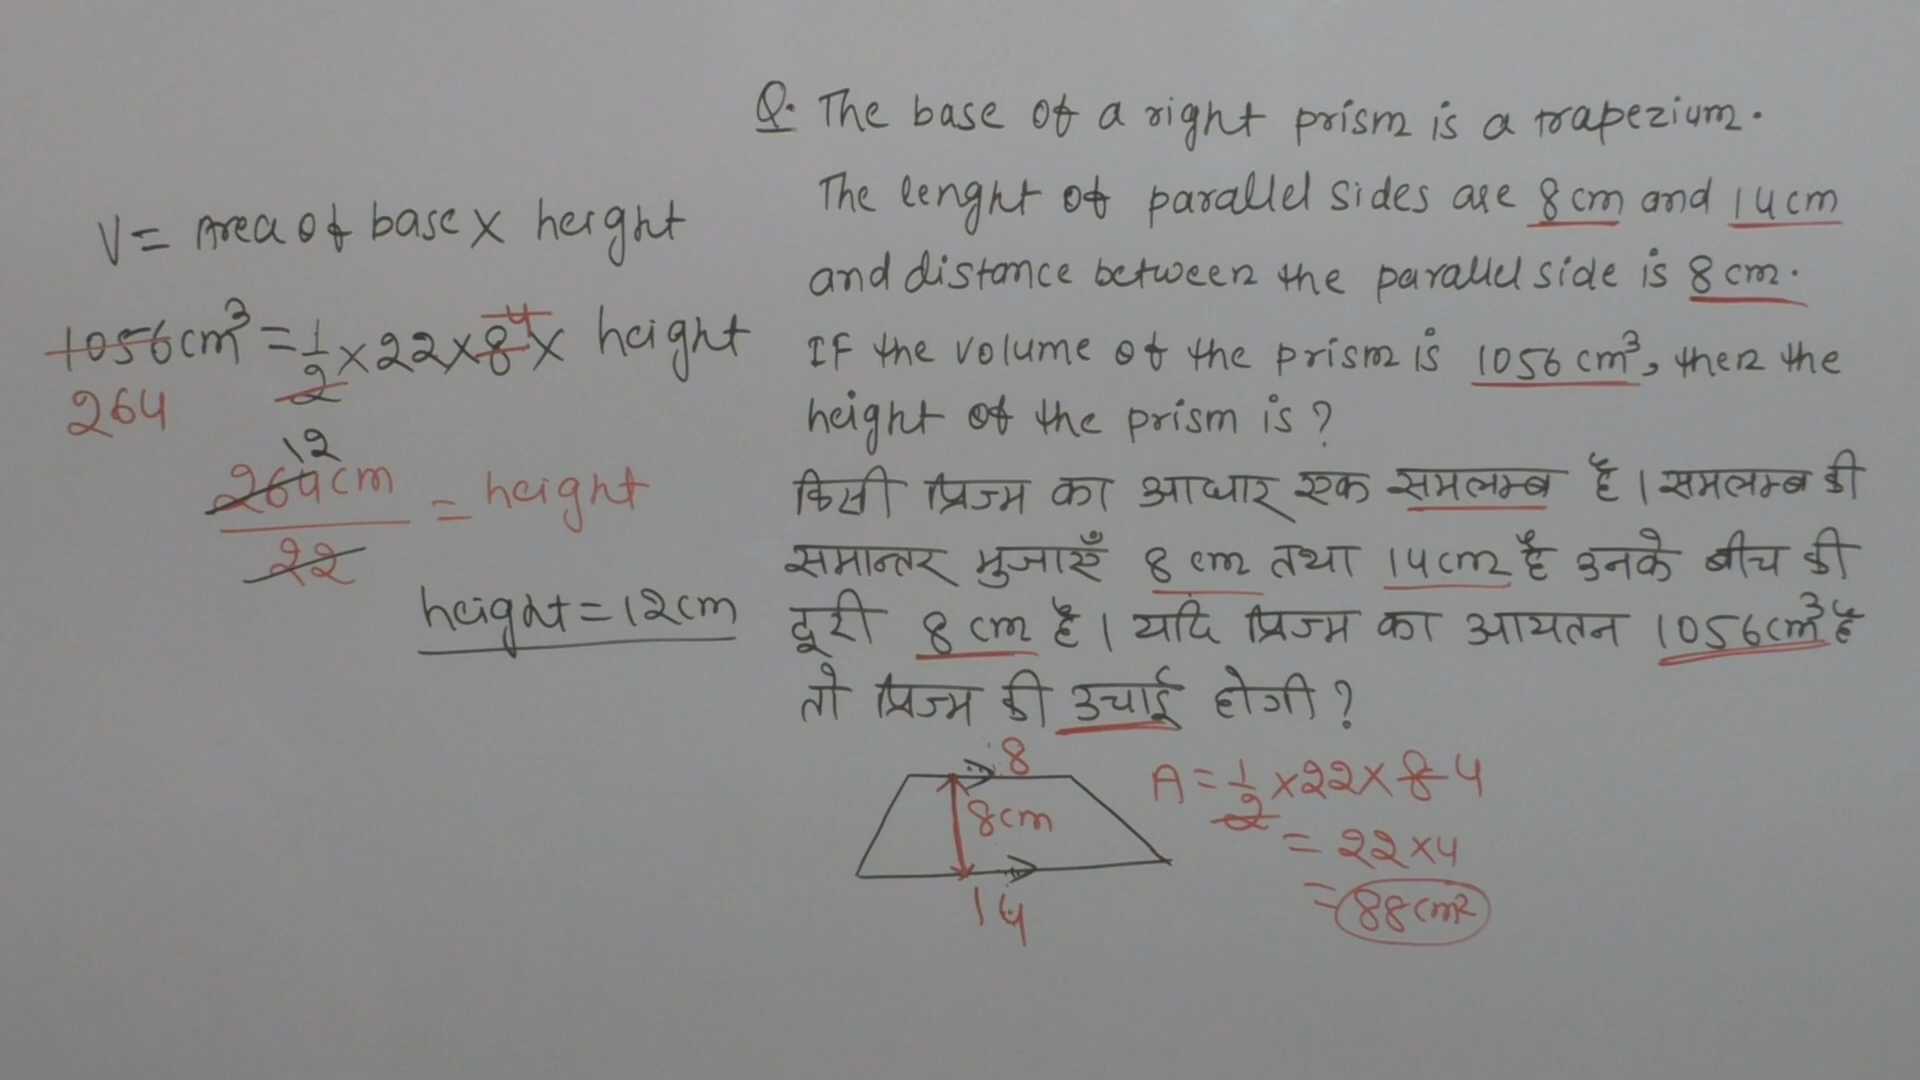 Q. The base of a right prism is a trapezium.
The lenght of parallel sides are 8 cm and 14 cm
and distance between the parallel side is 8 cm.
If the volume of the prism is 1056 cm³, then the
height of the prism is?
किसी प्रिज्म का आधार एक समलम्ब है। समलम्ब की
समान्तर भुजाएँ 8 cm तथा 14 cm है उनके बीच की
दूरी 8 cm है। यदि प्रिज्म का आयतन 1056 cm³ है
तो प्रिज्म की उचाई होगी?
V = Area of base × height
1056 cm³ = 1/2 × 22 × 8 4 × height
264
12
264 cm / 22 = height
height = 12 cm
8
8 cm
14
A = 1/2 × 22 × 8 4
= 22 × 4
= 88 cm²